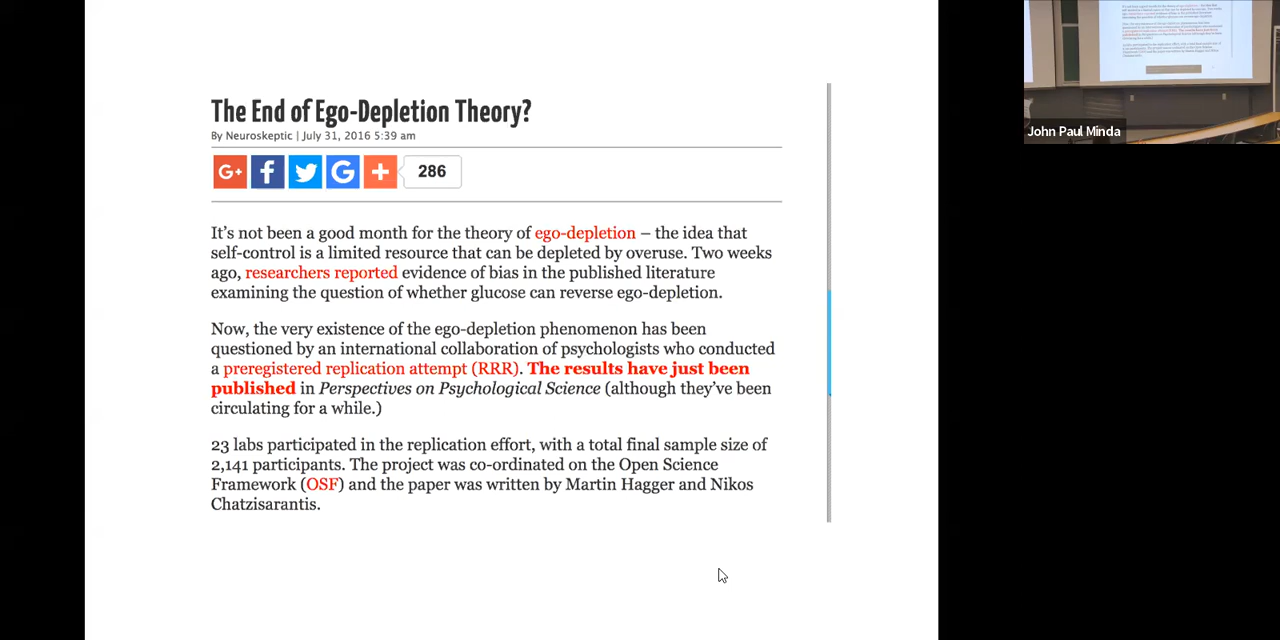 The End of Ego-Depletion Theory?
By Neuroskeptic | July 31, 2016 5:39 am
G+
f
G
+
286
It's not been a good month for the theory of ego-depletion – the idea that
self-control is a limited resource that can be depleted by overuse. Two weeks
ago, researchers reported evidence of bias in the published literature
examining the question of whether glucose can reverse ego-depletion.
Now, the very existence of the ego-depletion phenomenon has been
questioned by an international collaboration of psychologists who conducted
a preregistered replication attempt (RRR). The results have just been
published in Perspectives on Psychological Science (although they've been
circulating for a while.)
23 labs participated in the replication effort, with a total final sample size of
2,141 participants. The project was co-ordinated on the Open Science
Framework (OSF) and the paper was written by Martin Hagger and Nikos
Chatzisarantis.
John Paul Minda